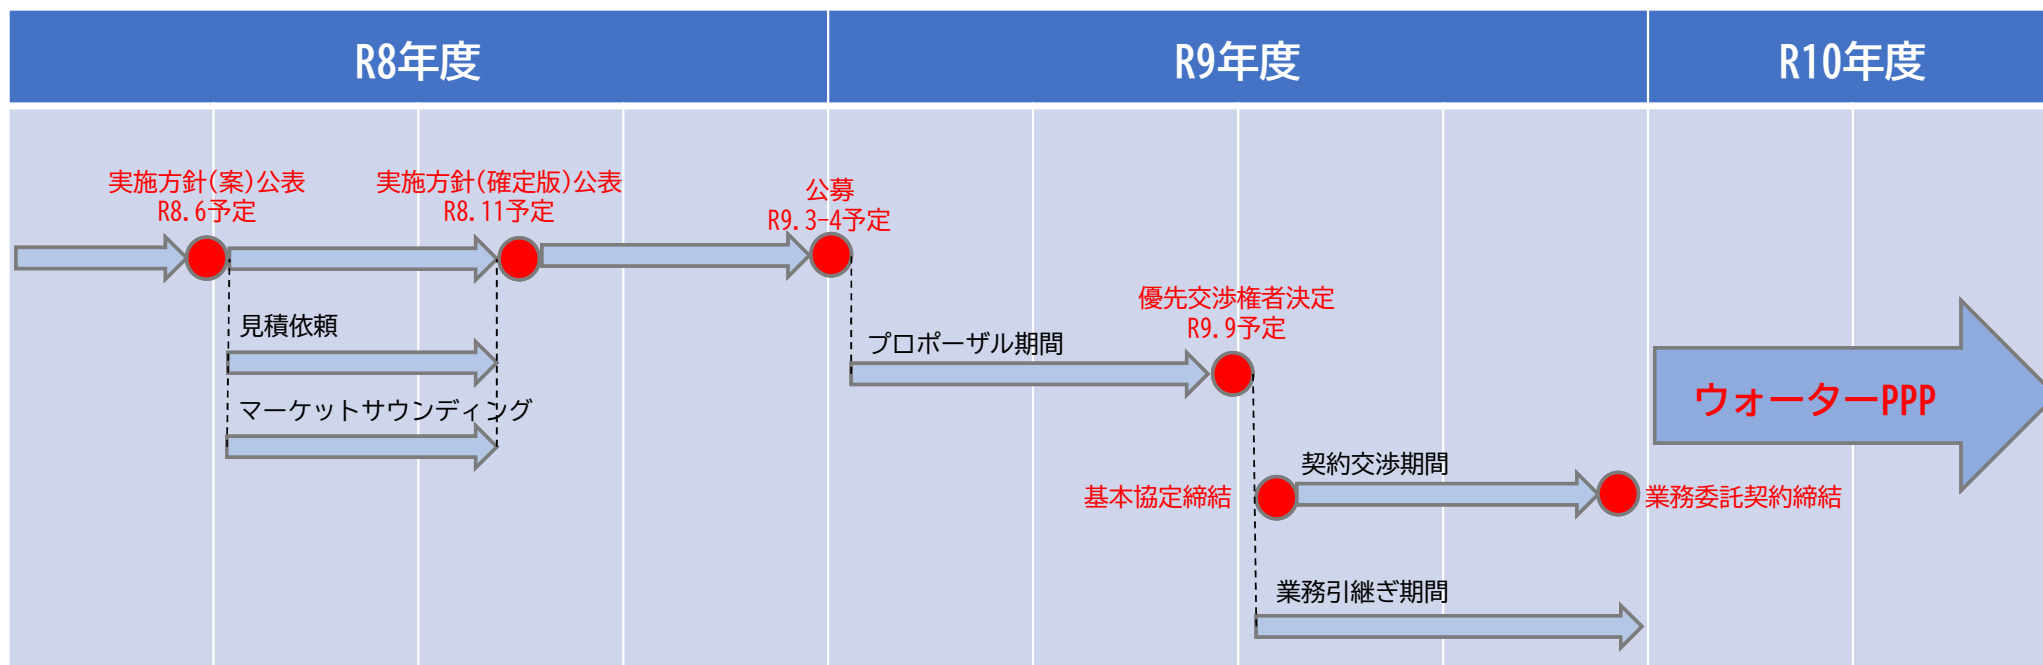 R8年度
R9年度
R10年度
実施方針(案)公表
R8.6予定
実施方針(確定版)公表
R8.11予定
公募
R9.3-4予定
見積依頼
マーケットサウンディング
優先交渉権者決定
R9.9予定
プロポーザル期間
ウォーターPPP
契約交渉期間
基本協定締結
業務委託契約締結
業務引継ぎ期間